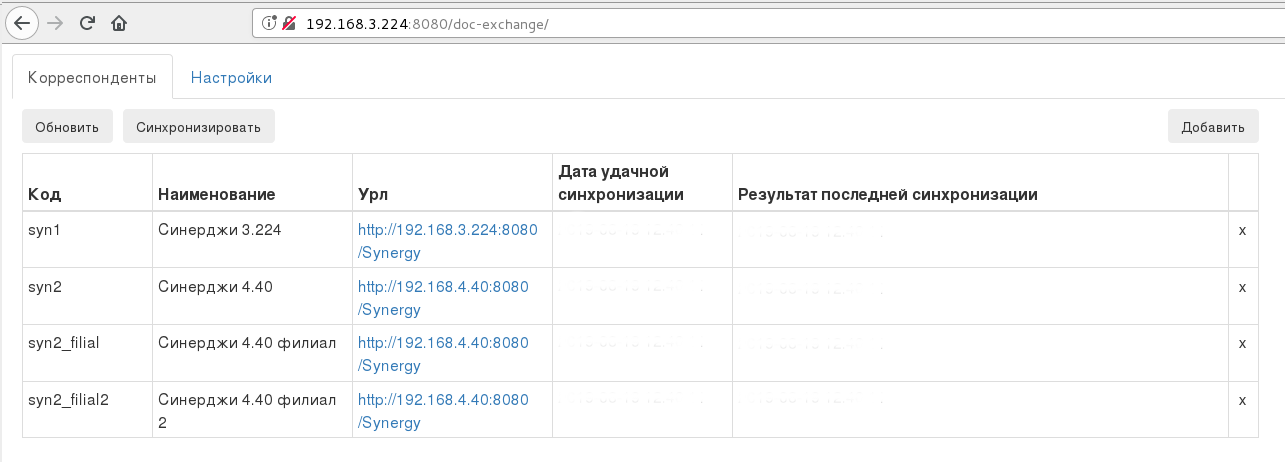 192.168.3.224:8080/doc-exchange/
Корреспонденты Настройки
Обновить Синхронизировать Добавить
Код Наименование Урл Дата удачной синхронизации Результат последней синхронизации
syn1 Синерджи 3.224 http://192.168.3.224:8080 x
/Synergy
syn2 Синерджи 4.40 http://192.168.4.40:8080 x
/Synergy
syn2_filial Синерджи 4.40 филиал http://192.168.4.40:8080 x
/Synergy
syn2_filial2 Синерджи 4.40 филиал http://192.168.4.40:8080 x
2 /Synergy